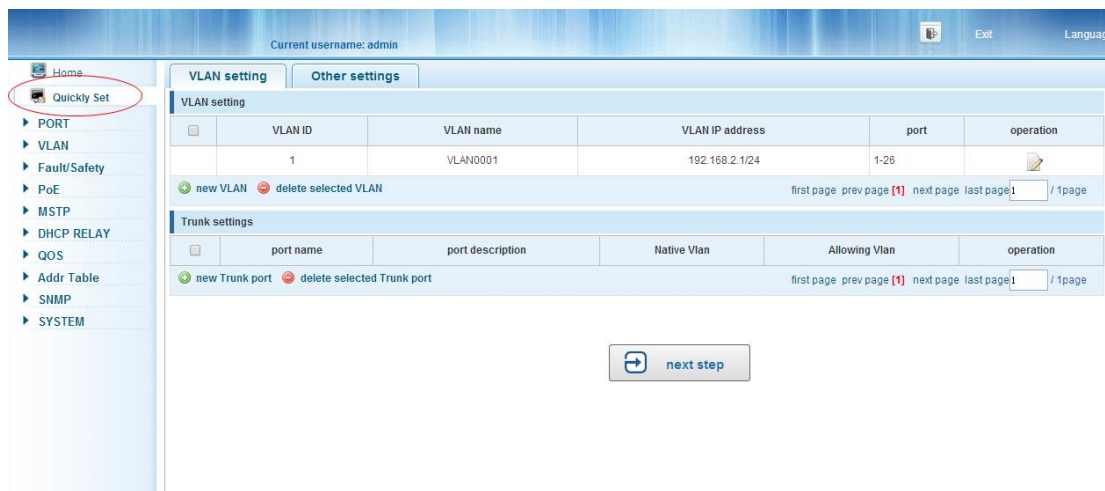 Current username: admin
Exit
Languag
Home
Quickly Set
PORT
VLAN
Fault/Safety
PoE
MSTP
DHCP RELAY
QOS
Addr Table
SNMP
SYSTEM
VLAN setting Other settings
VLAN setting
VLAN ID VLAN name VLAN IP address port operation
1 VLAN0001 192.168.2.1/24 1-26
new VLAN delete selected VLAN first page prev page [1] next page last page 1 / 1page
Trunk settings
port name port description Native Vlan Allowing Vlan operation
new Trunk port delete selected Trunk port first page prev page [1] next page last page 1 / 1page
next step